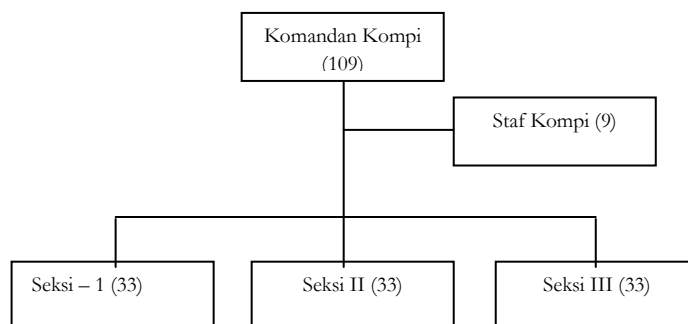 Komandan Kompi
(109)
Staf Kompi (9)
Seksi – 1 (33)
Seksi II (33)
Seksi III (33)